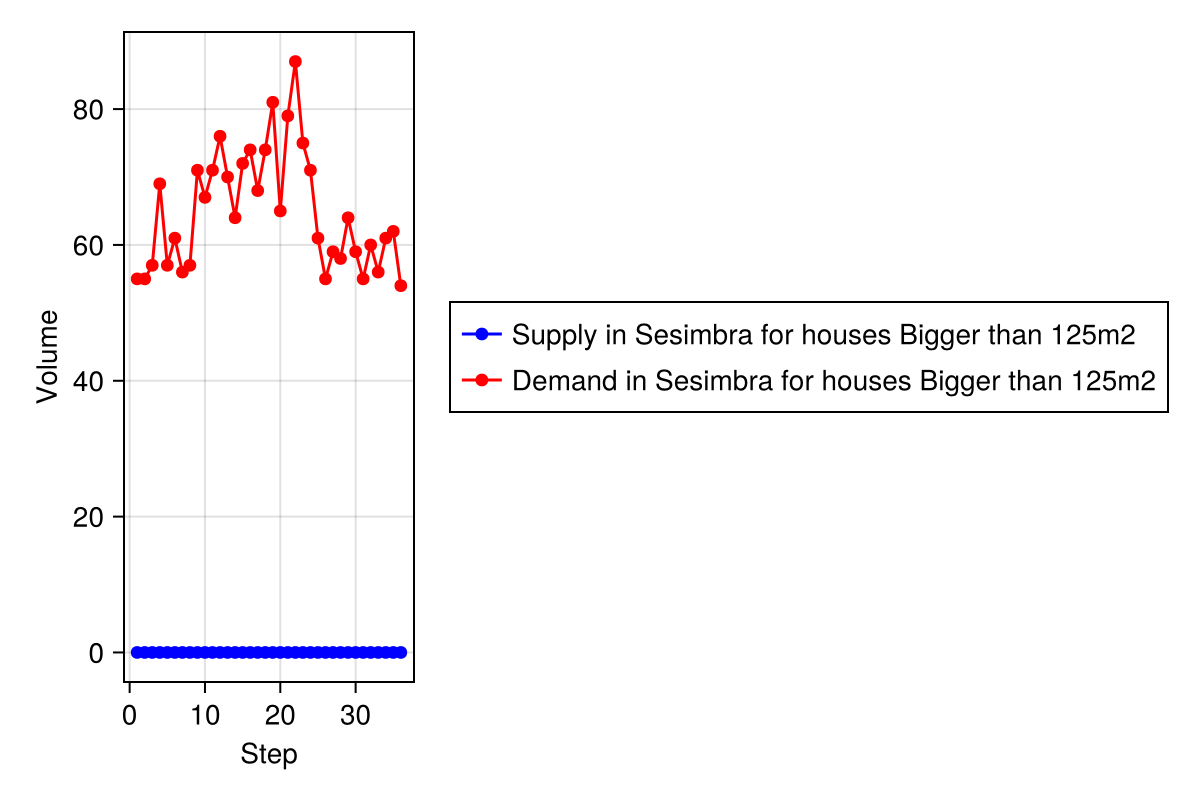 80
60
40
20
0
Volume
0 10 20 30
Step
Supply in Sesimbra for houses Bigger than 125m2
Demand in Sesimbra for houses Bigger than 125m2